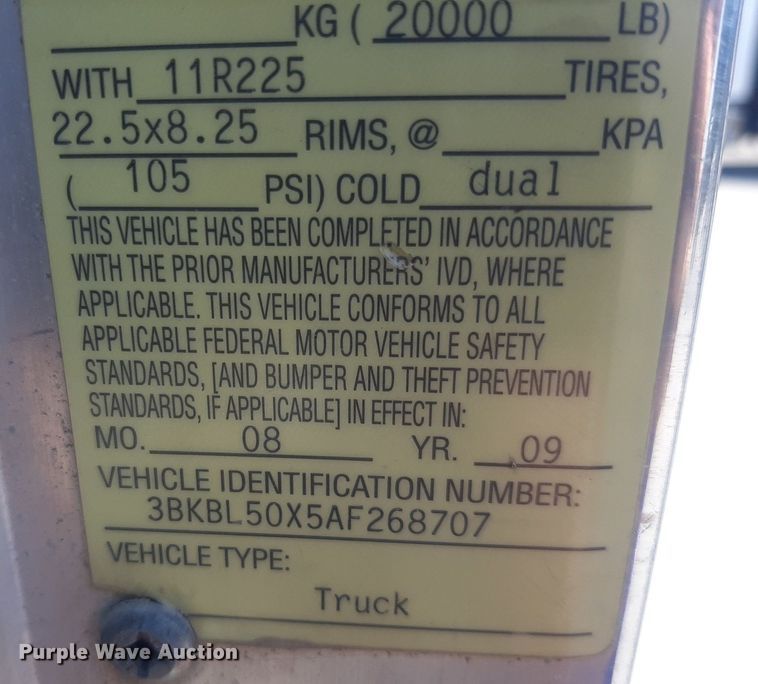 KG ( 20000 LB)
WITH 11R225 TIRES,
22.5x8.25 RIMS, @ KPA
( 105 PSI) COLD dual
THIS VEHICLE HAS BEEN COMPLETED IN ACCORDANCE
WITH THE PRIOR MANUFACTURERS' IVD, WHERE
APPLICABLE. THIS VEHICLE CONFORMS TO ALL
APPLICABLE FEDERAL MOTOR VEHICLE SAFETY
STANDARDS, [AND BUMPER AND THEFT PREVENTION
STANDARDS, IF APPLICABLE] IN EFFECT IN:
MO. 08 YR. 09
VEHICLE IDENTIFICATION NUMBER:
3BKBL50X5AF268707
VEHICLE TYPE:
Truck
Purple Wave Auction